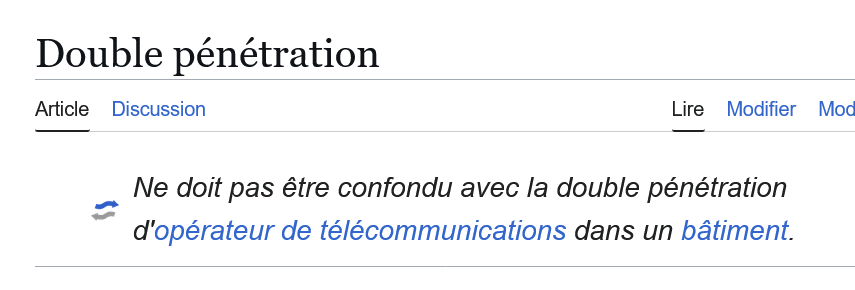 Double pénétration
Article Discussion Lire Modifier Mod
Ne doit pas être confondu avec la double pénétration
d'opérateur de télécommunications dans un bâtiment.